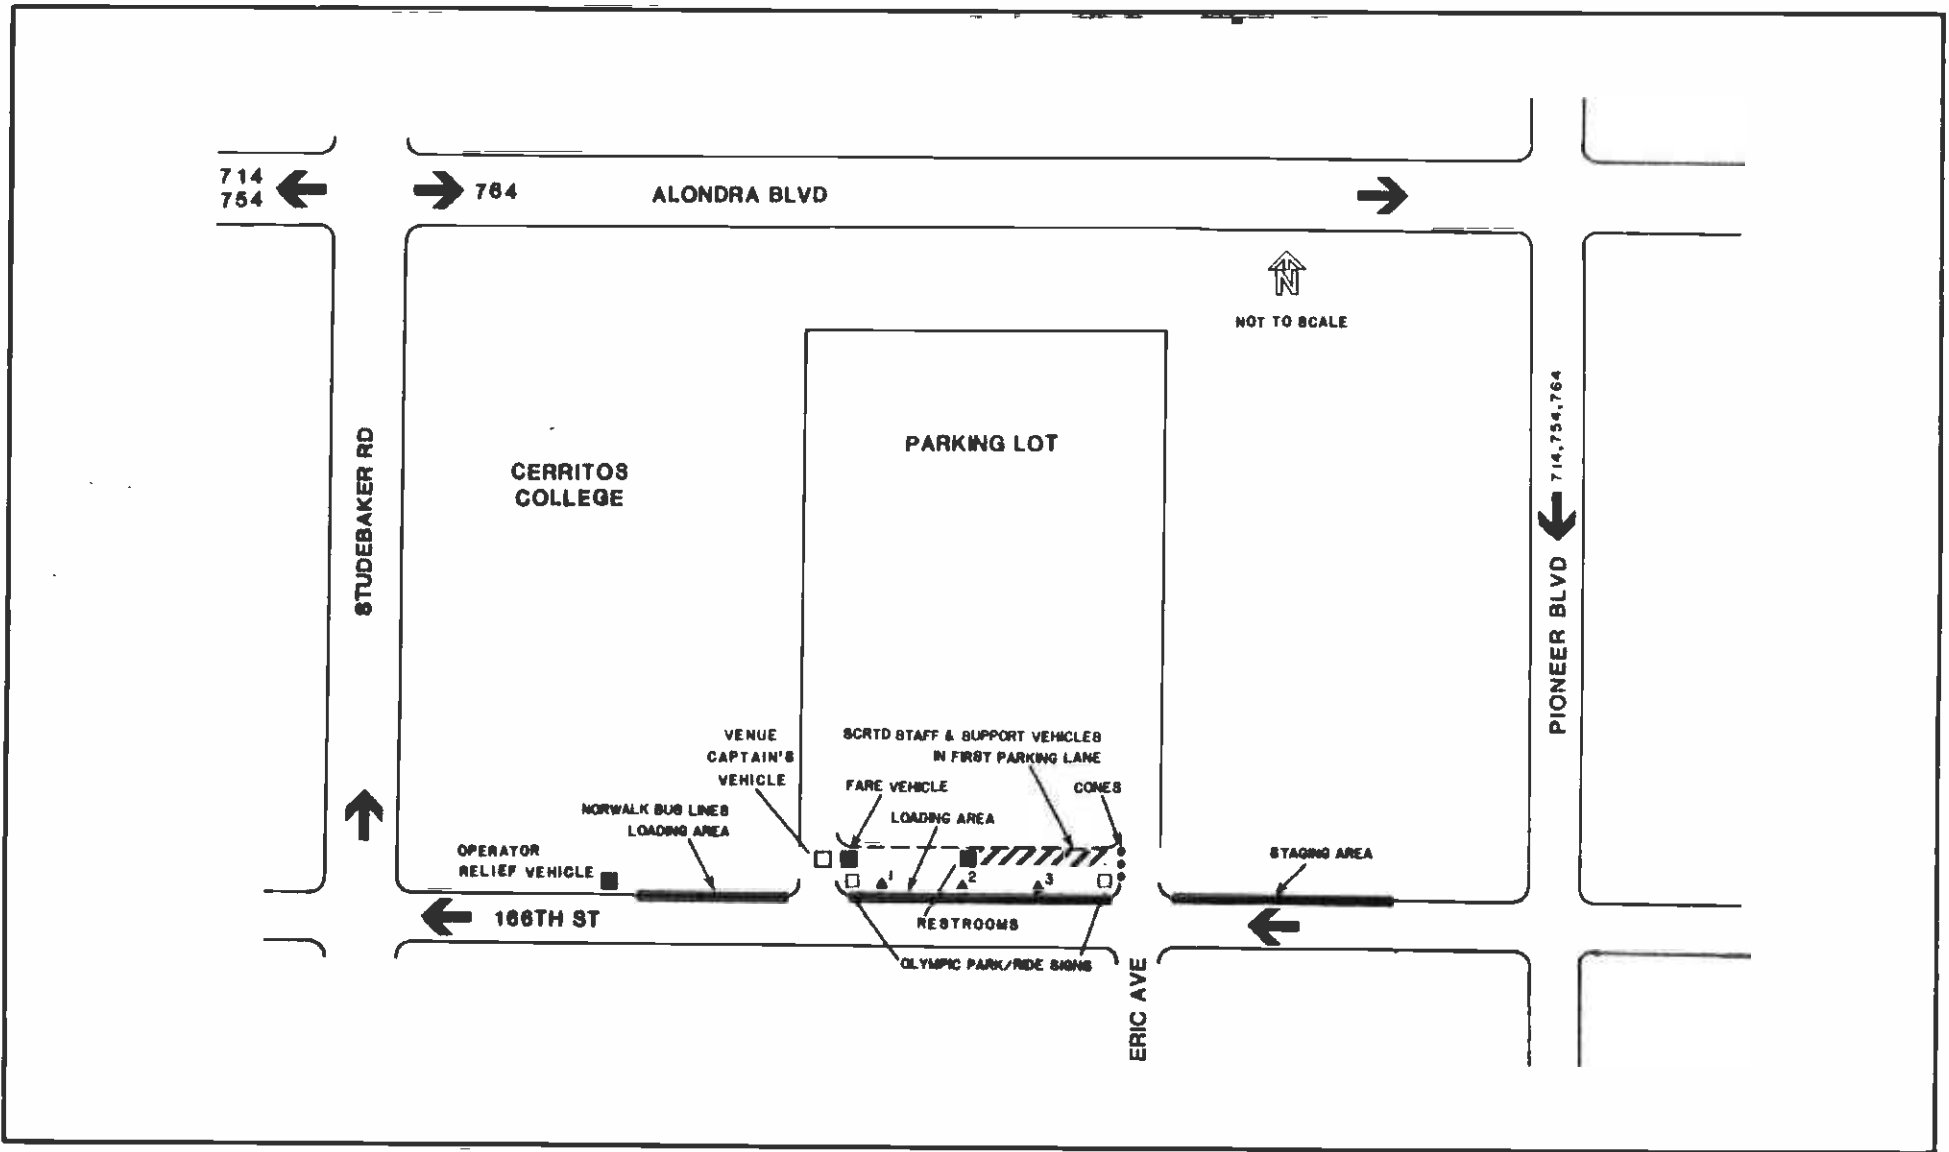 714
754
764
ALONDRA BLVD
N
NOT TO SCALE
714,754,764
PIONEER BLVD
STUDEBAKER RD
CERRITOS
COLLEGE
PARKING LOT
VENUE
CAPTAIN'S
VEHICLE
SCRTD STAFF & SUPPORT VEHICLES
IN FIRST PARKING LANE
FARE VEHICLE
CONES
NORWALK BUS LINES
LOADING AREA
LOADING AREA
OPERATOR
RELIEF VEHICLE
STAGING AREA
1
2
3
166TH ST
RESTROOMS
OLYMPIC PARK/RIDE SIGNS
ERIC AVE